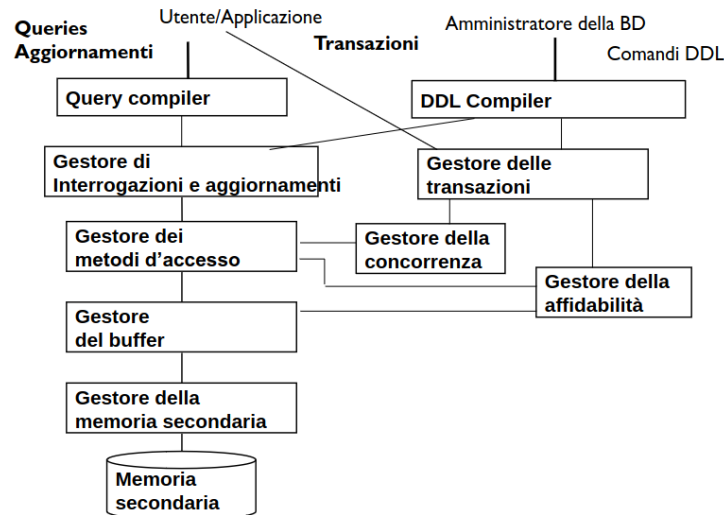 Queries
Aggiornamenti
Utente/Applicazione
Transazioni
Amministratore della BD
Comandi DDL
Query compiler
DDL Compiler
Gestore di
Interrogazioni e aggiornamenti
Gestore delle
transazioni
Gestore dei
metodi d'accesso
Gestore della
concorrenza
Gestore della
affidabilità
Gestore
del buffer
Gestore della
memoria secondaria
Memoria
secondaria